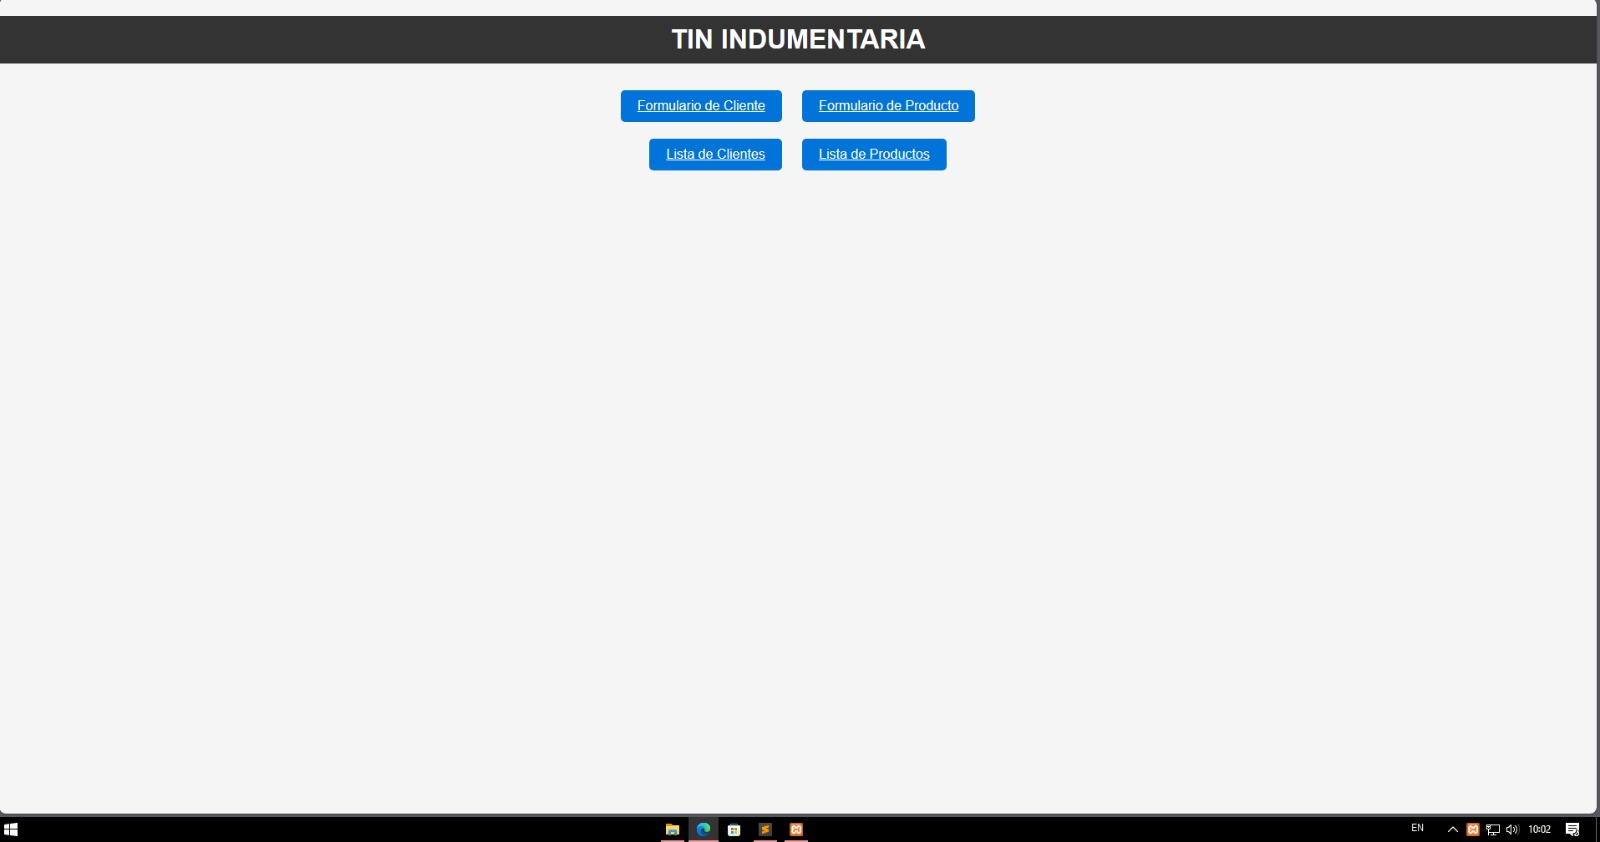 TIN INDUMENTARIA
Formulario de Cliente Formulario de Producto
Lista de Clientes Lista de Productos
EN 10:02